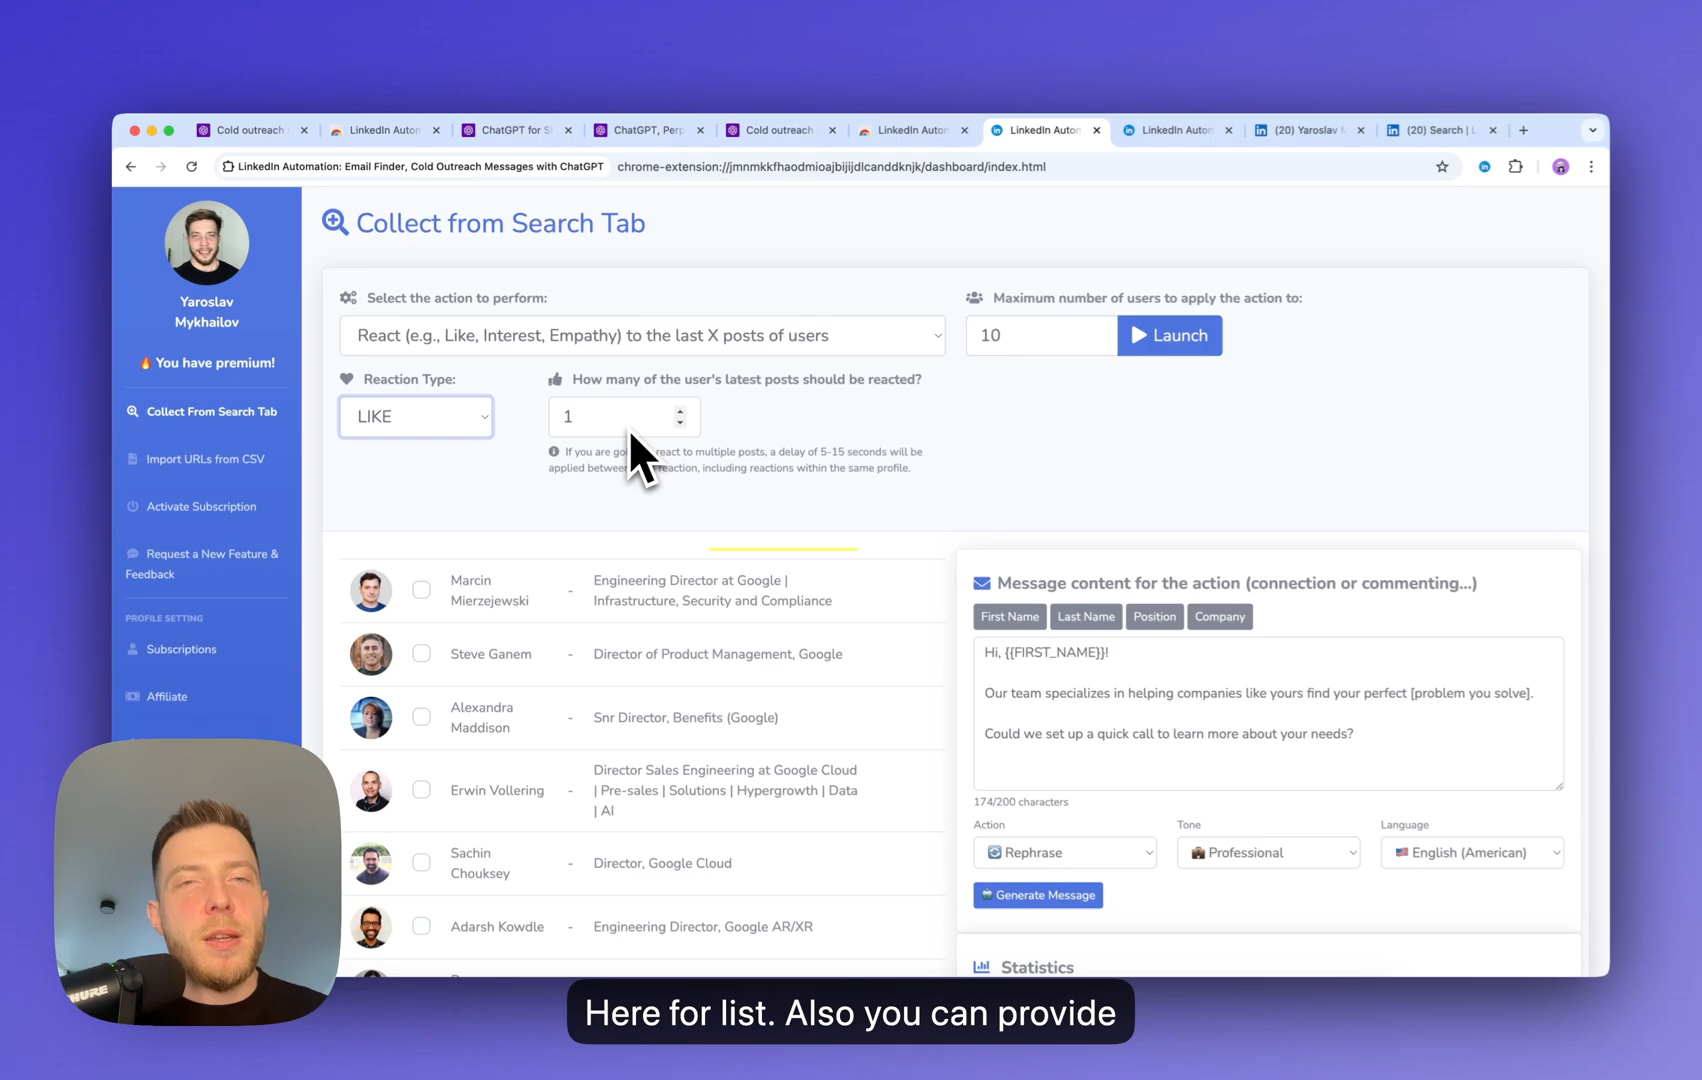 Cold outreach
LinkedIn Autom
ChatGPT for S
ChatGPT, Perp
Cold outreach
LinkedIn Autom
LinkedIn Autom
LinkedIn Autom
(20) Yaroslav M
(20) Search | L
LinkedIn Automation: Email Finder, Cold Outreach Messages with ChatGPT
chrome-extension://jmnmkkfhaodmioajbijijdlcanddknjk/dashboard/index.html
Yaroslav
Mykhailov
🔥 You have premium!
Collect From Search Tab
Import URLs from CSV
Activate Subscription
Request a New Feature &
Feedback
PROFILE SETTING
Subscriptions
Affiliate
Collect from Search Tab
Select the action to perform:
React (e.g., Like, Interest, Empathy) to the last X posts of users
Maximum number of users to apply the action to:
10
Launch
Reaction Type:
LIKE
How many of the user's latest posts should be reacted?
1
If you are go react to multiple posts, a delay of 5-15 seconds will be
applied between reaction, including reactions within the same profile.
Marcin
Mierzejewski
-
Engineering Director at Google |
Infrastructure, Security and Compliance
Steve Ganem
-
Director of Product Management, Google
Alexandra
Maddison
-
Snr Director, Benefits (Google)
Erwin Vollering
-
Director Sales Engineering at Google Cloud
| Pre-sales | Solutions | Hypergrowth | Data
| AI
Sachin
Chouksey
-
Director, Google Cloud
Adarsh Kowdle
-
Engineering Director, Google AR/XR
Message content for the action (connection or commenting...)
First Name
Last Name
Position
Company
Hi, {{FIRST_NAME}}!
Our team specializes in helping companies like yours find your perfect [problem you solve].
Could we set up a quick call to learn more about your needs?
174/200 characters
Action
Tone
Language
Rephrase
Professional
English (American)
Generate Message
Statistics
SHURE
Here for list. Also you can provide